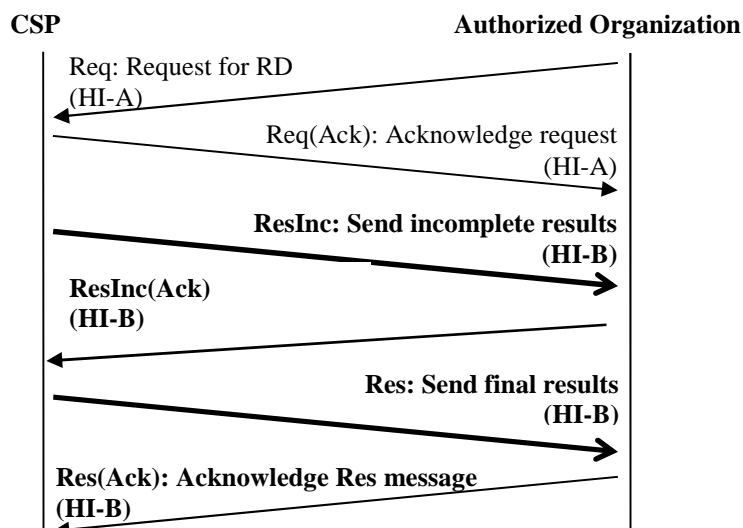 CSP
Authorized Organization
Req: Request for RD
(HI-A)
Req(Ack): Acknowledge request
(HI-A)
ResInc: Send incomplete results
(HI-B)
ResInc(Ack)
(HI-B)
Res: Send final results
(HI-B)
Res(Ack): Acknowledge Res message
(HI-B)